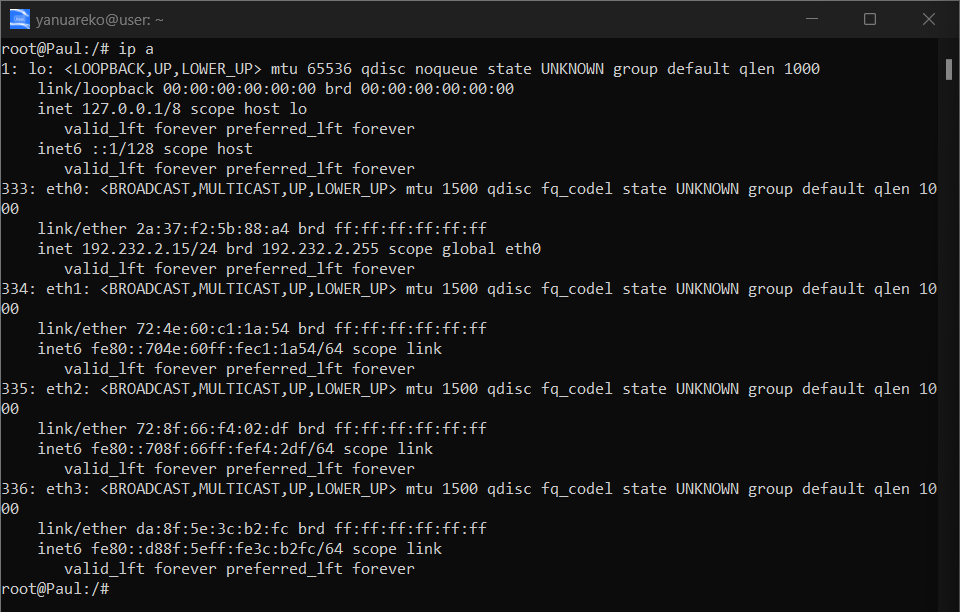 yanuareko@user: ~
root@Paul:/# ip a
1: lo: <LOOPBACK,UP,LOWER_UP> mtu 65536 qdisc noqueue state UNKNOWN group default qlen 1000
    link/loopback 00:00:00:00:00:00 brd 00:00:00:00:00:00
    inet 127.0.0.1/8 scope host lo
       valid_lft forever preferred_lft forever
    inet6 ::1/128 scope host
       valid_lft forever preferred_lft forever
333: eth0: <BROADCAST,MULTICAST,UP,LOWER_UP> mtu 1500 qdisc fq_codel state UNKNOWN group default qlen 10
00
    link/ether 2a:37:f2:5b:88:a4 brd ff:ff:ff:ff:ff:ff
    inet 192.232.2.15/24 brd 192.232.2.255 scope global eth0
       valid_lft forever preferred_lft forever
334: eth1: <BROADCAST,MULTICAST,UP,LOWER_UP> mtu 1500 qdisc fq_codel state UNKNOWN group default qlen 10
00
    link/ether 72:4e:60:c1:1a:54 brd ff:ff:ff:ff:ff:ff
    inet6 fe80::704e:60ff:fec1:1a54/64 scope link
       valid_lft forever preferred_lft forever
335: eth2: <BROADCAST,MULTICAST,UP,LOWER_UP> mtu 1500 qdisc fq_codel state UNKNOWN group default qlen 10
00
    link/ether 72:8f:66:f4:02:df brd ff:ff:ff:ff:ff:ff
    inet6 fe80::708f:66ff:fef4:2df/64 scope link
       valid_lft forever preferred_lft forever
336: eth3: <BROADCAST,MULTICAST,UP,LOWER_UP> mtu 1500 qdisc fq_codel state UNKNOWN group default qlen 10
00
    link/ether da:8f:5e:3c:b2:fc brd ff:ff:ff:ff:ff:ff
    inet6 fe80::d88f:5eff:fe3c:b2fc/64 scope link
       valid_lft forever preferred_lft forever
root@Paul:/#